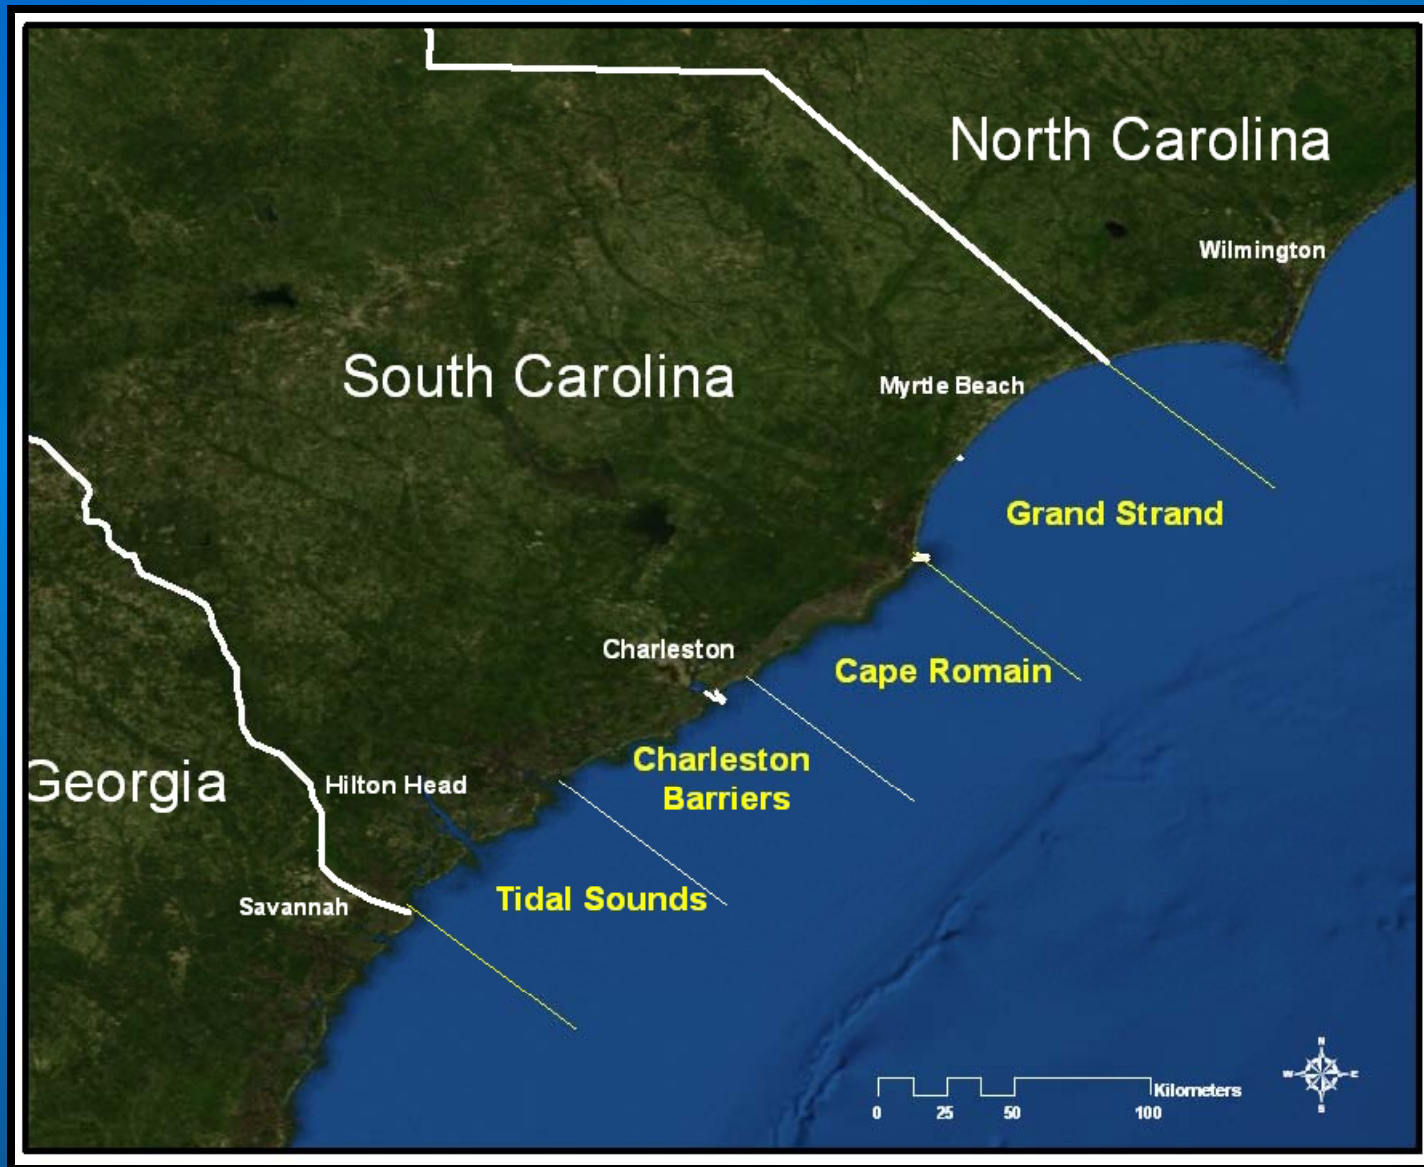 North Carolina
Wilmington
South Carolina
Myrtle Beach
Grand Strand
Charleston
Cape Romain
Charleston
Barriers
Georgia
Hilton Head
Tidal Sounds
Savannah
N
W E
S
Kilometers
0 25 50 100